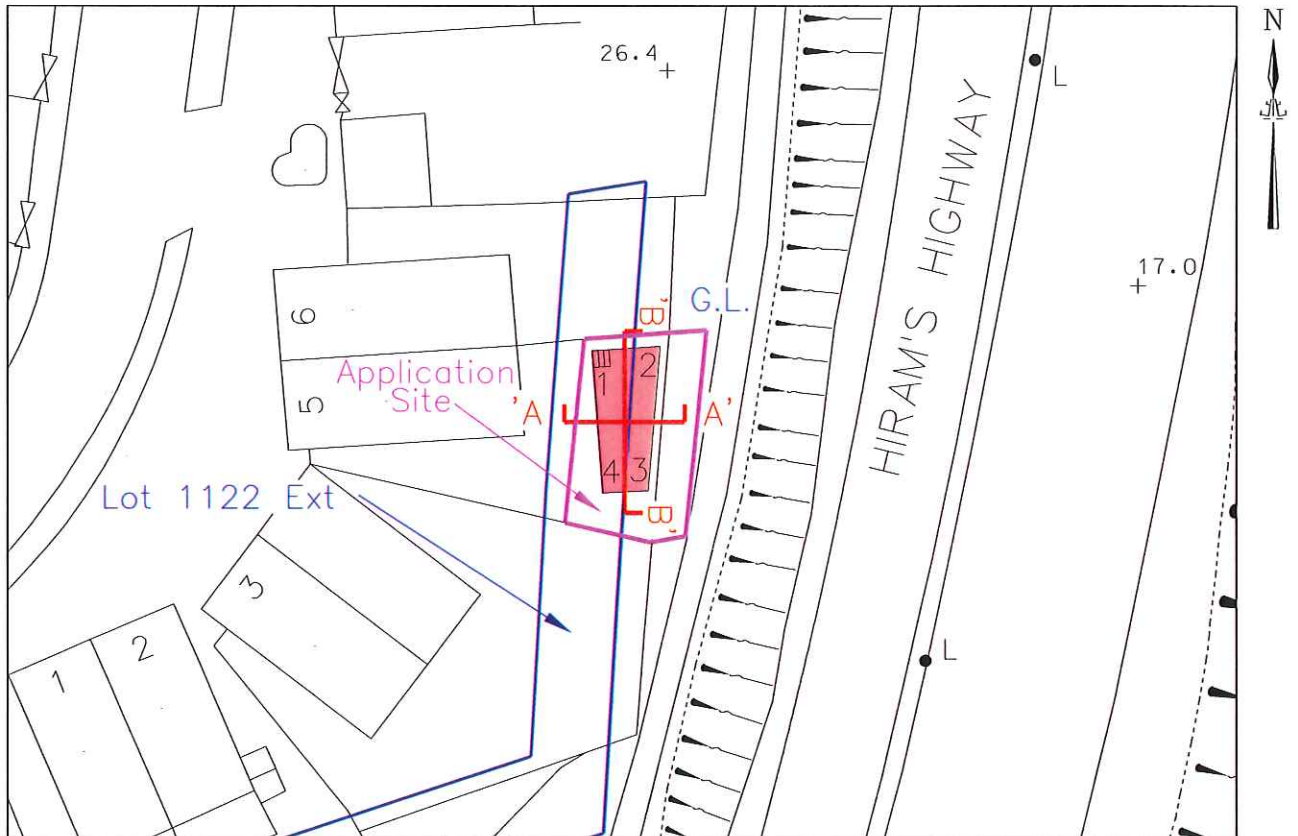 N
26.4
L
HIRAM'S HIGHWAY
17.0
G.L.
6
B'
1
2
Application
Site
5
'A
A'
4
3
B'
Lot 1122 Ext
3
1
2
L